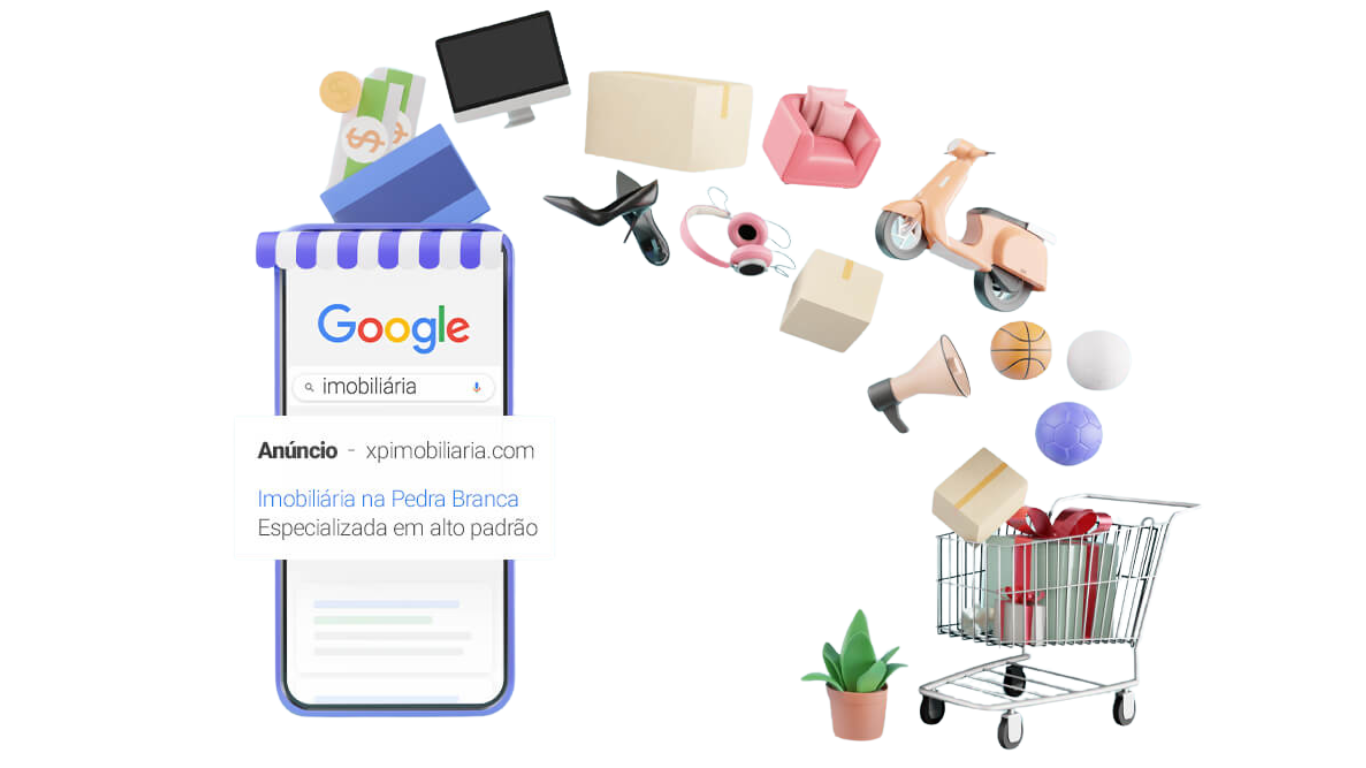 Google
imobiliária
Anúncio - xpimobiliaria.com
Imobiliária na Pedra Branca
Especializada em alto padrão